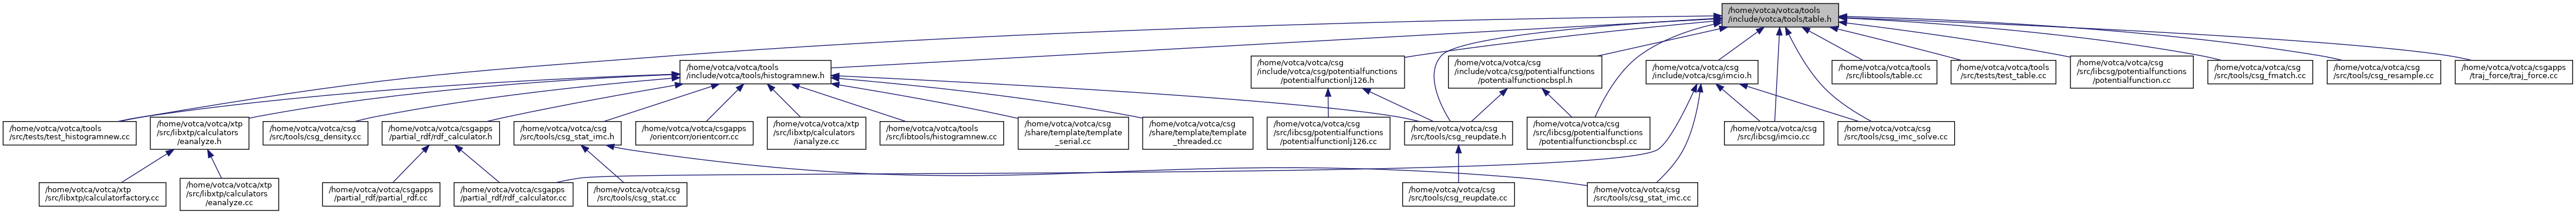 /home/votca/votca/tools
/include/votca/tools/table.h
/home/votca/votca/tools
/include/votca/tools/histogramnew.h
/home/votca/votca/csg
/include/votca/csg/potentialfunctions
/potentialfunctionlj126.h
/home/votca/votca/csg
/include/votca/csg/potentialfunctions
/potentialfunctioncbspl.h
/home/votca/votca/csg
/include/votca/csg/imcio.h
/home/votca/votca/tools
/src/libtools/table.cc
/home/votca/votca/tools
/src/tests/test_table.cc
/home/votca/votca/csg
/src/libcsg/potentialfunctions
/potentialfunction.cc
/home/votca/votca/csg
/src/tools/csg_fmatch.cc
/home/votca/votca/csg
/src/tools/csg_resample.cc
/home/votca/votca/csgapps
/traj_force/traj_force.cc
/home/votca/votca/tools
/src/tests/test_histogramnew.cc
/home/votca/votca/xtp
/src/libxtp/calculators
/eanalyze.h
/home/votca/votca/csg
/src/tools/csg_density.cc
/home/votca/votca/csgapps
/partial_rdf/rdf_calculator.h
/home/votca/votca/csg
/src/tools/csg_stat_imc.h
/home/votca/votca/csgapps
/orientcorr/orientcorr.cc
/home/votca/votca/xtp
/src/libxtp/calculators
/ianalyze.cc
/home/votca/votca/tools
/src/libtools/histogramnew.cc
/home/votca/votca/csg
/share/template/template
_serial.cc
/home/votca/votca/csg
/share/template/template
_threaded.cc
/home/votca/votca/csg
/src/libcsg/potentialfunctions
/potentialfunctionlj126.cc
/home/votca/votca/csg
/src/tools/csg_reupdate.h
/home/votca/votca/csg
/src/libcsg/potentialfunctions
/potentialfunctioncbspl.cc
/home/votca/votca/csg
/src/libcsg/imcio.cc
/home/votca/votca/csg
/src/tools/csg_imc_solve.cc
/home/votca/votca/xtp
/src/libxtp/calculatorfactory.cc
/home/votca/votca/xtp
/src/libxtp/calculators
/eanalyze.cc
/home/votca/votca/csgapps
/partial_rdf/partial_rdf.cc
/home/votca/votca/csgapps
/partial_rdf/rdf_calculator.cc
/home/votca/votca/csg
/src/tools/csg_stat.cc
/home/votca/votca/csg
/src/tools/csg_reupdate.cc
/home/votca/votca/csg
/src/tools/csg_stat_imc.cc